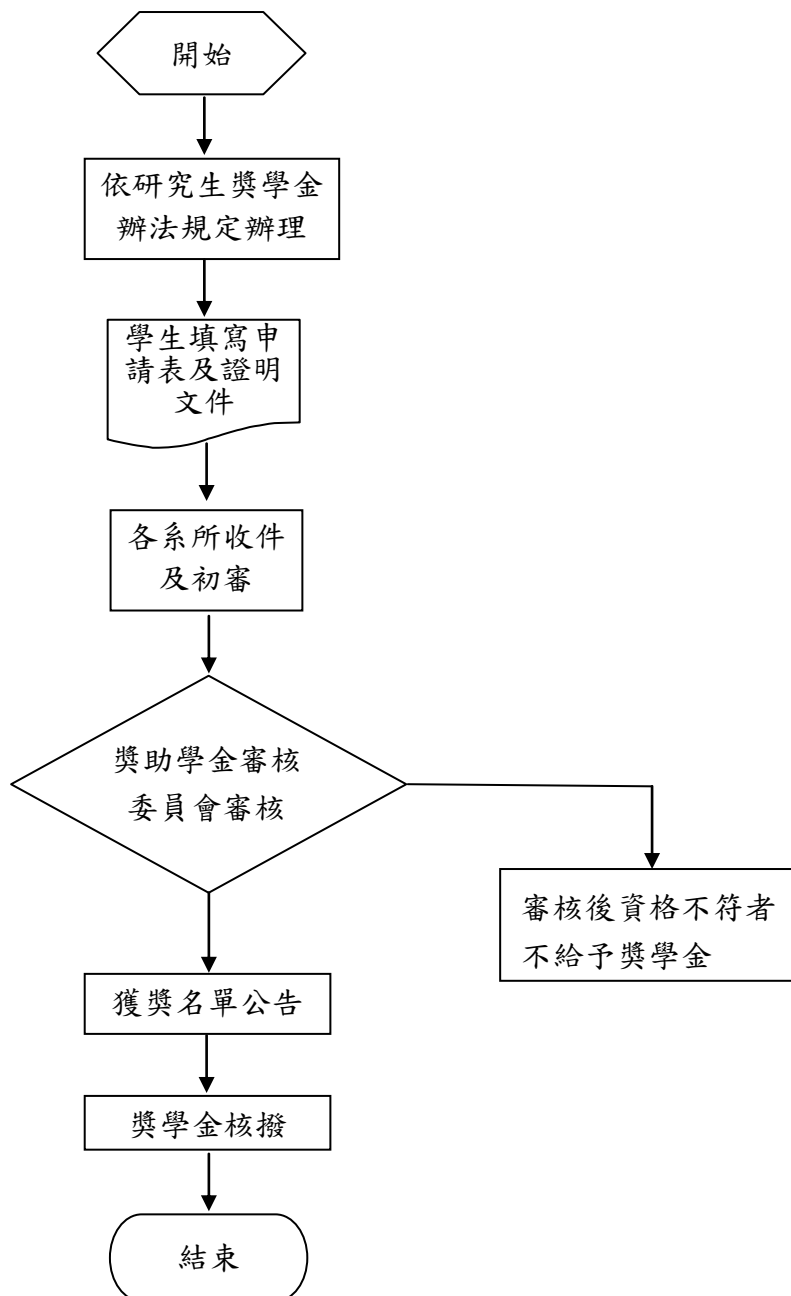 開始
依研究生獎學金
辦法規定辦理
學生填寫申
請表及證明
文件
各系所收件
及初審
獎助學金審核
委員會審核
審核後資格不符者
不給予獎學金
獲獎名單公告
獎學金核撥
結束